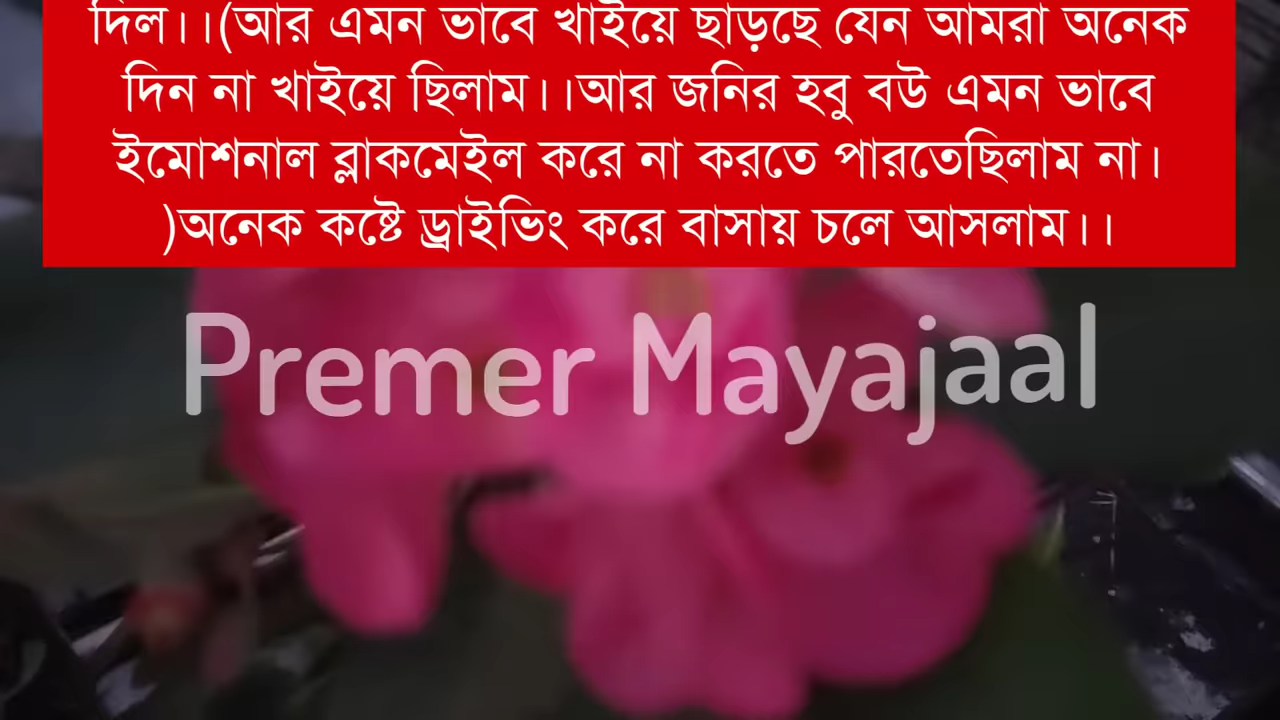 দিল।।(আর এমন ভাবে খাইয়ে ছাড়ছে যেন আমরা অনেক
দিন না খাইয়ে ছিলাম।।আর জনির হবু বউ এমন ভাবে
ইমোশনাল ব্লাকমেইল করে না করতে পারতেছিলাম না।
)অনেক কষ্টে ড্রাইভিং করে বাসায় চলে আসলাম।।
Premer Mayajaal